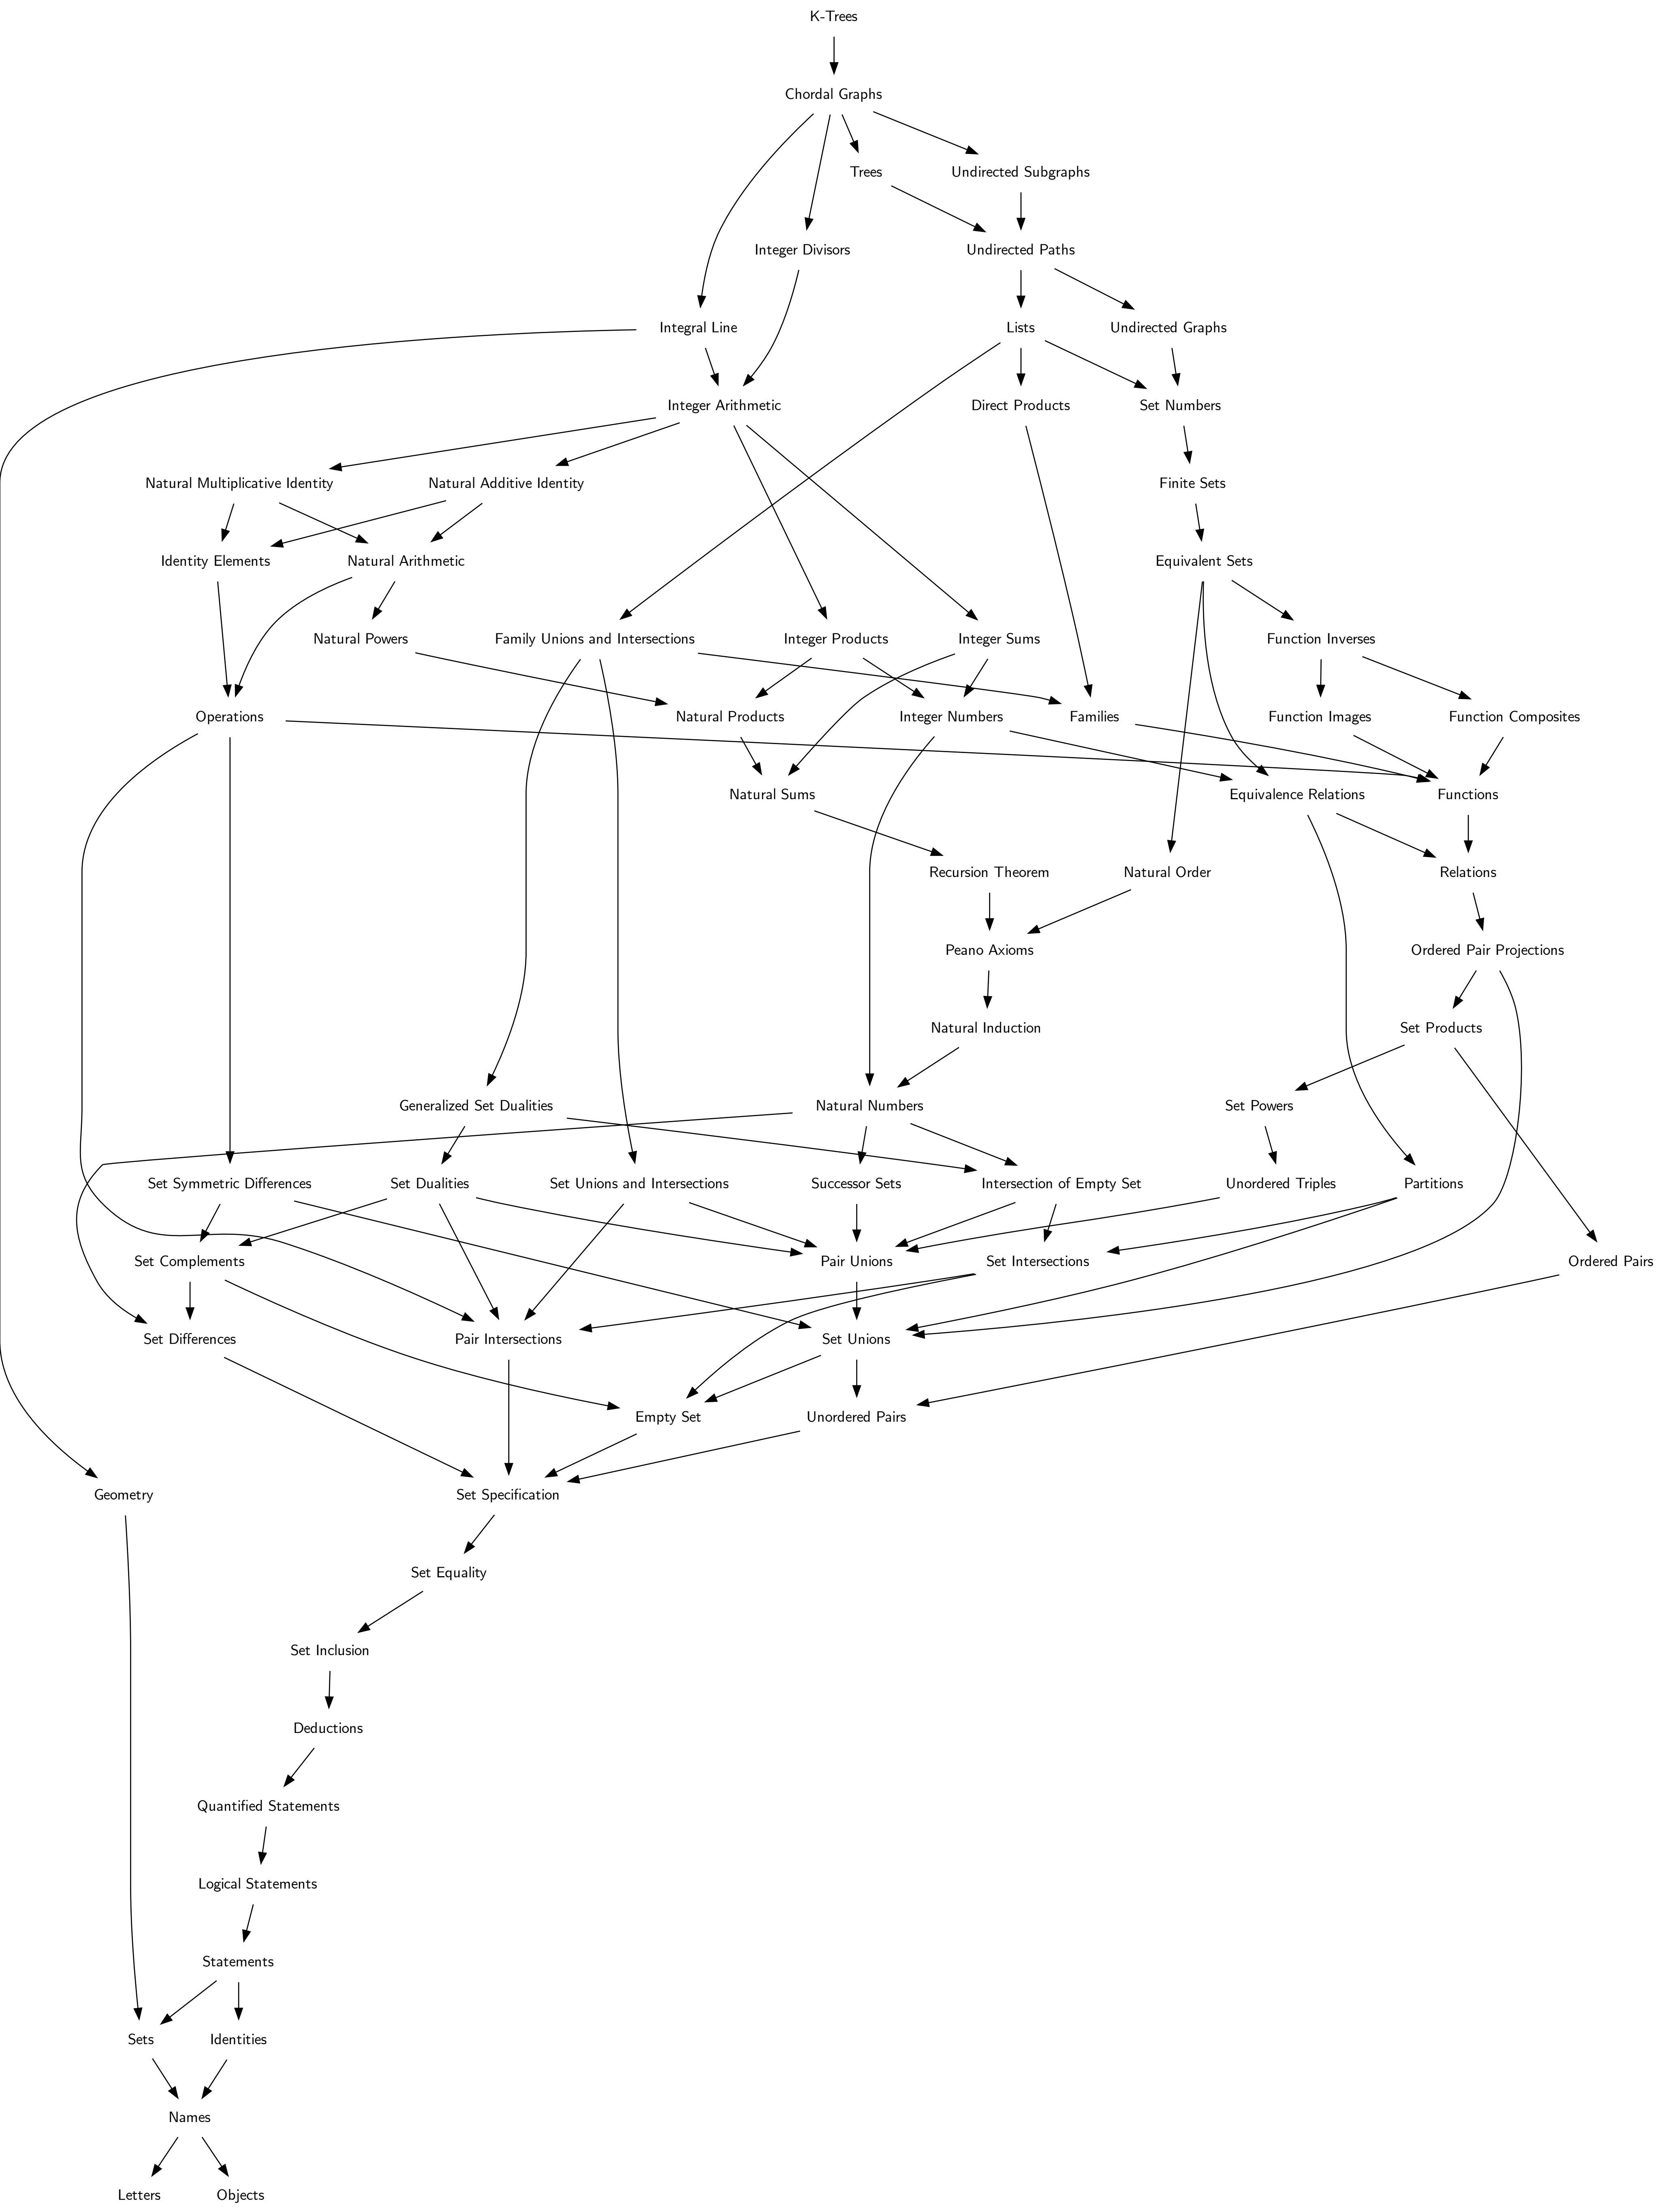 K-Trees
Chordal Graphs
Trees
Undirected Subgraphs
Integer Divisors
Undirected Paths
Integral Line
Lists
Undirected Graphs
Integer Arithmetic
Direct Products
Set Numbers
Natural Multiplicative Identity
Natural Additive Identity
Finite Sets
Identity Elements
Natural Arithmetic
Equivalent Sets
Natural Powers
Family Unions and Intersections
Integer Products
Integer Sums
Function Inverses
Operations
Natural Products
Integer Numbers
Families
Function Images
Function Composites
Natural Sums
Equivalence Relations
Functions
Recursion Theorem
Natural Order
Relations
Peano Axioms
Ordered Pair Projections
Natural Induction
Set Products
Generalized Set Dualities
Natural Numbers
Set Powers
Set Symmetric Differences
Set Dualities
Set Unions and Intersections
Successor Sets
Intersection of Empty Set
Unordered Triples
Partitions
Set Complements
Pair Unions
Set Intersections
Ordered Pairs
Set Differences
Pair Intersections
Set Unions
Empty Set
Unordered Pairs
Geometry
Set Specification
Set Equality
Set Inclusion
Deductions
Quantified Statements
Logical Statements
Statements
Sets
Identities
Names
Letters
Objects